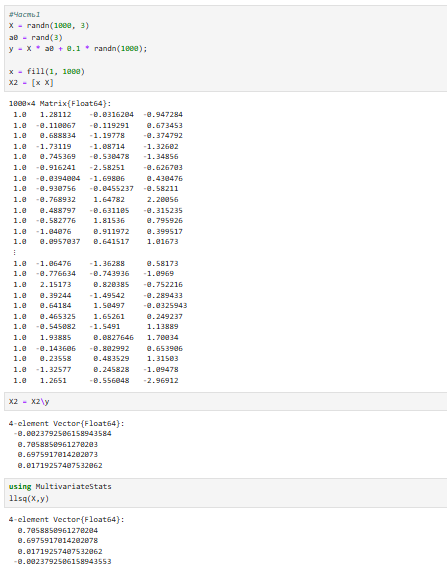 #Часть1
X = randn(1000, 3)
a0 = rand(3)
y = X * a0 + 0.1 * randn(1000);
x = fill(1, 1000)
X2 = [x X]
1000×4 Matrix{Float64}:
1.0 1.28112 -0.0316204 -0.947284
1.0 -0.110067 -0.119291 0.673453
1.0 0.688834 -1.19778 -0.374792
1.0 -1.73119 -1.08714 -1.32602
1.0 0.745369 -0.530478 -1.34856
1.0 -0.916241 -2.58251 -0.626703
1.0 -0.0394004 -1.69806 0.430476
1.0 -0.930756 -0.0455237 -0.58211
1.0 -0.768932 1.64782 2.20056
1.0 0.488797 -0.631105 -0.315235
1.0 -0.582776 1.81536 0.795926
1.0 -1.04076 0.911972 0.399517
1.0 0.0957037 0.641517 1.01673
⋮
1.0 -1.06476 -1.36288 0.58173
1.0 -0.776634 -0.743936 -1.0969
1.0 2.15173 0.820385 -0.752216
1.0 0.39244 -1.49542 -0.289433
1.0 0.64184 1.50497 -0.0325943
1.0 0.465325 1.65261 0.249237
1.0 -0.545082 -1.5491 1.13889
1.0 1.93885 0.0827646 1.70034
1.0 -0.143606 -0.802992 0.653906
1.0 0.23558 0.483529 1.31503
1.0 -1.32577 0.245828 -1.09478
1.0 1.2651 -0.556048 -2.96912
X2 = X2\y
4-element Vector{Float64}:
-0.0023792506158943584
0.7058850961270203
0.6975917014202073
0.01719257407532062
using MultivariateStats
llsq(X,y)
4-element Vector{Float64}:
0.7058850961270204
0.6975917014202078
0.01719257407532062
-0.0023792506158943553